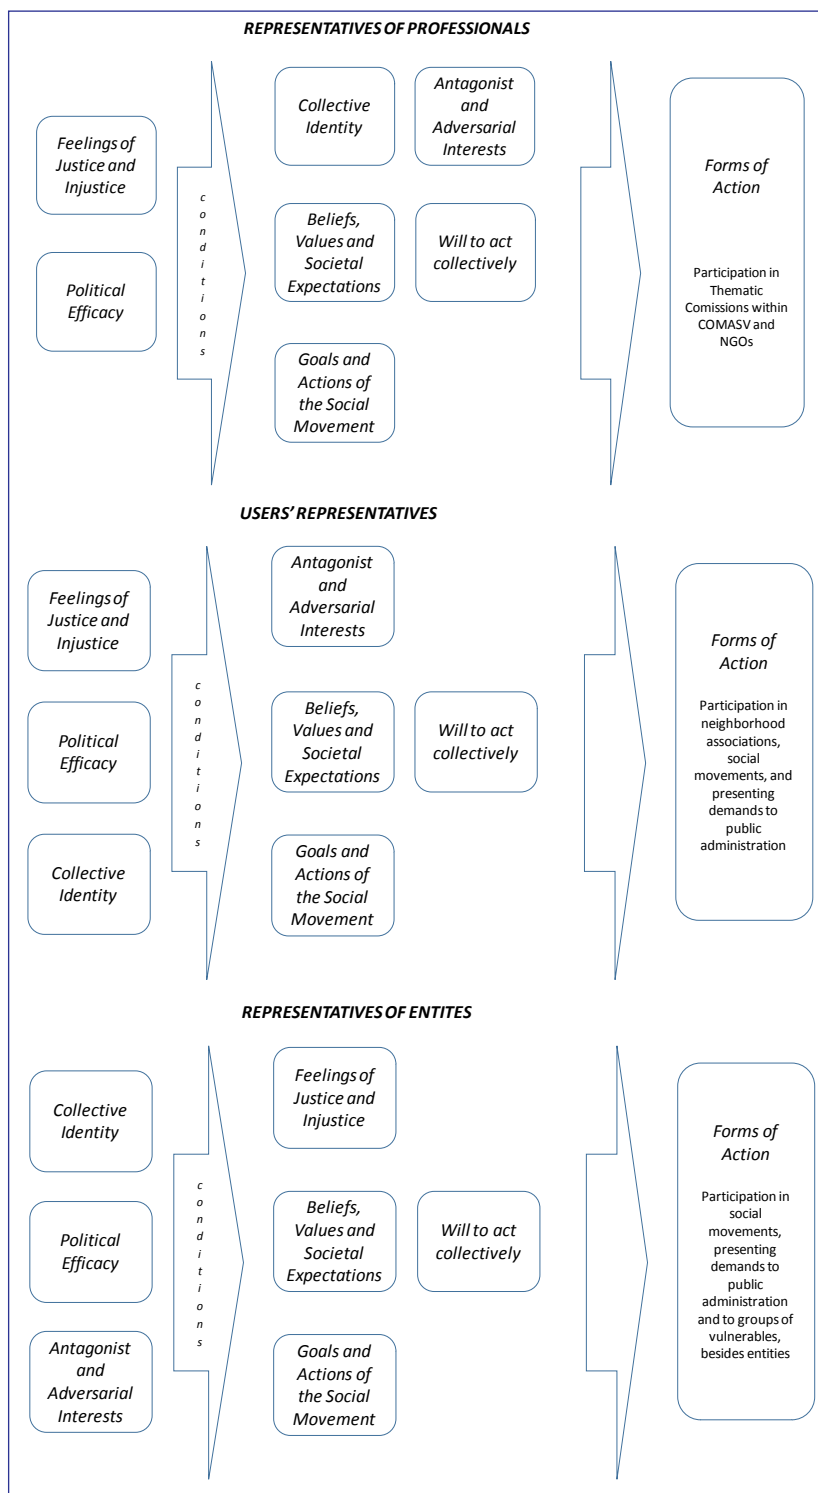 REPRESENTATIVES OF PROFESSIONALS
Feelings of
Justice and
Injustice
Political
Efficacy
conditions
Collective
Identity
Antagonist
and
Adversarial
Interests
Beliefs,
Values and
Societal
Expectations
Will to act
collectively
Goals and
Actions of
the Social
Movement
Forms of
Action
Participation in
Thematic
Comissions within
COMASV and
NGOs
USERS' REPRESENTATIVES
Feelings of
Justice and
Injustice
Political
Efficacy
Collective
Identity
conditions
Antagonist
and
Adversarial
Interests
Beliefs,
Values and
Societal
Expectations
Will to act
collectively
Goals and
Actions of
the Social
Movement
Forms of
Action
Participation in
neighborhood
associations,
social
movements, and
presenting
demands to
public
administration
REPRESENTATIVES OF ENTITES
Collective
Identity
Political
Efficacy
Antagonist
and
Adversarial
Interests
conditions
Feelings of
Justice and
Injustice
Beliefs,
Values and
Societal
Expectations
Will to act
collectively
Goals and
Actions of
the Social
Movement
Forms of
Action
Participation in
social
movements,
presenting
demands to
public
administration
and to groups of
vulnerables,
besides entities